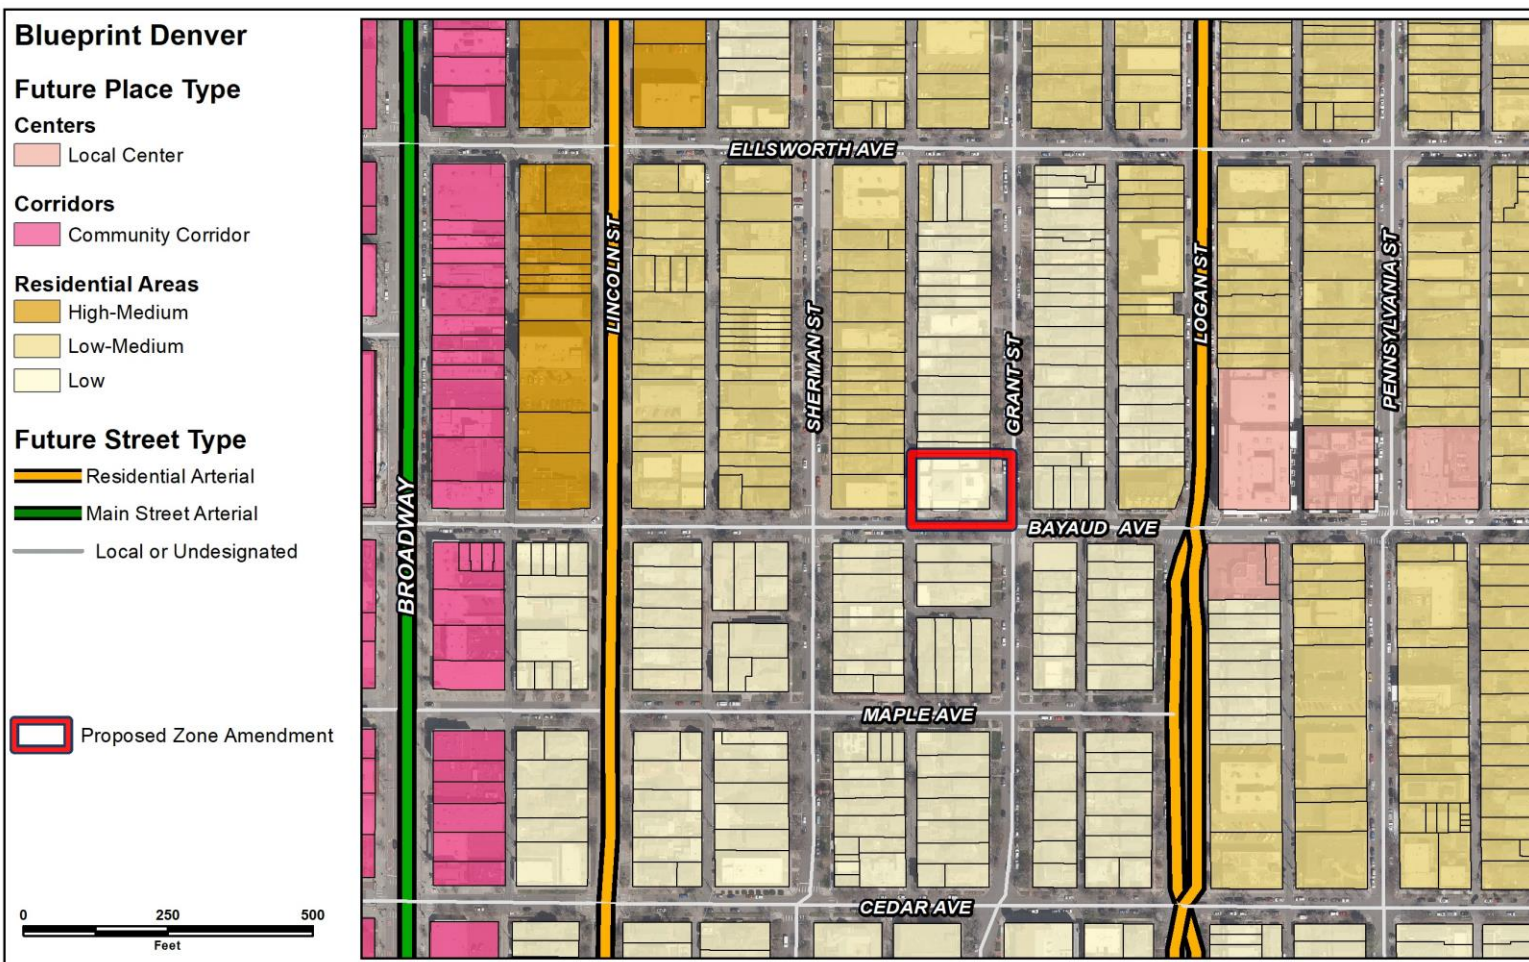 Blueprint Denver
Future Place Type
Centers
Local Center
Corridors
Community Corridor
Residential Areas
High-Medium
Low-Medium
Low
Future Street Type
Residential Arterial
Main Street Arterial
Local or Undesignated
Proposed Zone Amendment
0 250 500
Feet
ELLSWORTH AVE
LINCOLN ST
SHERMAN ST
GRANT ST
LOGAN ST
PENNSYLVANIA ST
BROADWAY
BAYAUD AVE
MAPLE AVE
CEDAR AVE